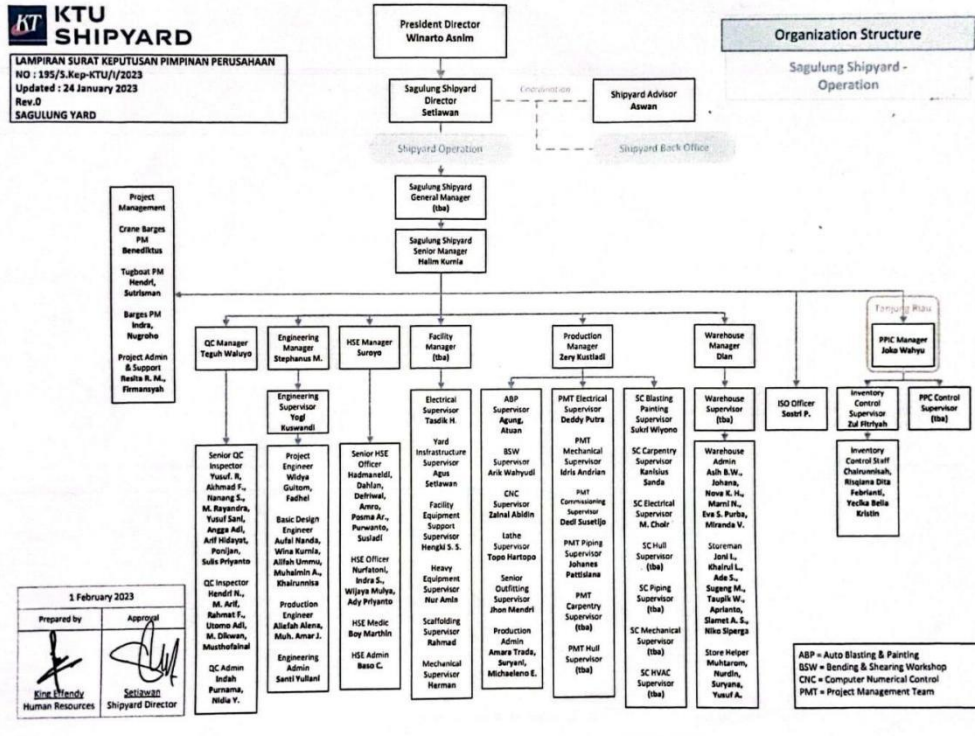 KT KTU
SHIPYARD
LAMPIRAN SURAT KEPUTUSAN PIMPINAN PERUSAHAAN
NO : 195/S.Kep-KTU/I/2023
Updated : 24 January 2023
Rev.0
SAGULUNG YARD
President Director
Winarto Asnim
Organization Structure
Sagulung Shipyard -
Operation
Sagulung Shipyard
Director
Setiawan
Coordination
Shipyard Advisor
Aswan
Shipyard Operation
Shipyard Back Office
Sagulung Shipyard
General Manager
(tba)
Sagulung Shipyard
Senior Manager
Halim Kurnia
Project
Management
Crane Barges
PM
Benediktus
Tugboat PM
Hendri,
Sutrisman
Barges PM
Indra,
Nugroho
Project Admin
& Support
Resita R. M.,
Firmansyah
QC Manager
Teguh Waluyo
Engineering
Manager
Stephanus M.
HSE Manager
Suroyo
Facility
Manager
(tba)
Production
Manager
Zery Kustiadi
Warehouse
Manager
Dian
Tanjung Riau
PPIC Manager
Joko Wahyu
Engineering
Supervisor
Yogi
Kuswandi
Warehouse
Supervisor
(tba)
ISO Officer
Sastri P.
Inventory
Control
Supervisor
Zul Fitriyah
PPC Control
Supervisor
(tba)
Senior QC
Inspector
Yusuf. R,
Akhmad F.,
Nanang S.,
M. Rayandra,
Yusuf Sani,
Angga Adi,
Arif Hidayat,
Ponijan,
Sulis Priyanto
QC Inspector
Hendri N.,
M. Arif,
Rahmat F.,
Utomo Adi,
M. Dikwan,
Musthofainal
QC Admin
Indah
Purnama,
Nidia Y.
Project
Engineer
Widya
Gultom,
Fadhel
Basic Design
Engineer
Aufal Nanda,
Wina Kurnia,
Alifah Ummu,
Muhaimin A.,
Khairunnisa
Production
Engineer
Aliefah Alena,
Muh. Amar J.
Engineering
Admin
Santi Yuliani
Senior HSE
Officer
Hadmaneldi,
Dahlan,
Defriwal,
Amro,
Posma Ar.,
Purwanto,
Susiadi
HSE Officer
Nurfatoni,
Indra S.,
Wijaya Mulya,
Ady Priyanto
HSE Medic
Boy Marthin
HSE Admin
Baso C.
Electrical
Supervisor
Tasdik H.
Yard
Insfrastructure
Supervisor
Agus
Setiawan
Facility
Equipment
Support
Supervisor
Hengki S. S.
Heavy
Equipment
Supervisor
Nur Amin
Scaffolding
Supervisor
Rahmad
Mechanical
Supervisor
Herman
ABP
Supervisor
Agung,
Atuan
BSW
Supervisor
Arik Wahyudi
CNC
Supervisor
Zainal Abidin
Lathe
Supervisor
Topo Hartopo
Senior
Outfitting
Supervisor
Jhon Mendri
Production
Admin
Amara Trada,
Suryani,
Michaeleno E.
PMT Electrical
Supervisor
Deddy Putra
PMT
Mechanical
Supervisor
Idris Andrian
PMT
Commissioning
Supervisor
Dedi Susetijo
PMT Piping
Supervisor
Johanes
Pattisiana
PMT
Carpentry
Supervisor
(tba)
PMT Hull
Supervisor
(tba)
SC Blasting
Painting
Supervisor
Sukri Wiyono
SC Carpentry
Supervisor
Kanisius
Sanda
SC Electrical
Supervisor
M. Choir
SC Hull
Supervisor
(tba)
SC Piping
Supervisor
(tba)
SC Mechanical
Supervisor
(tba)
SC HVAC
Supervisor
(tba)
Warehouse
Admin
Asih B.W.,
Johana,
Nova K. H.,
Marni N.,
Eva S. Purba,
Miranda V.
Storeman
Joni I.,
Khairul L.,
Ade S.,
Sugeng M.,
Taupik W.,
Aprianto,
Slamet A. S.,
Niko Siperga
Store Helper
Muhtarom,
Nurdin,
Suryana,
Yusuf A.
Inventory
Control Staff
Chairunnisah,
Risqiana Dita
Febrianti,
Yecika Bella
Kristin
1 February 2023
Prepared by
Approval
King Effendy
Human Resources
Setiawan
Shipyard Director
ABP = Auto Blasting & Painting
BSW = Bending & Shearing Workshop
CNC = Computer Numerical Control
PMT = Project Management Team